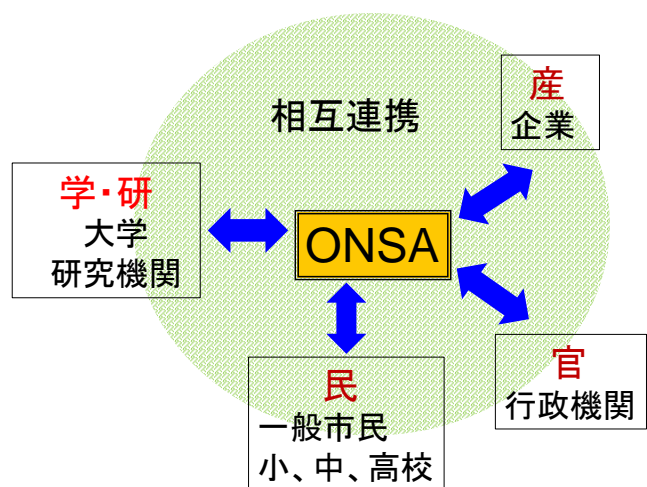 相互連携
産
企業
学・研
大学
研究機関
ONSA
官
行政機関
民
一般市民
小、中、高校